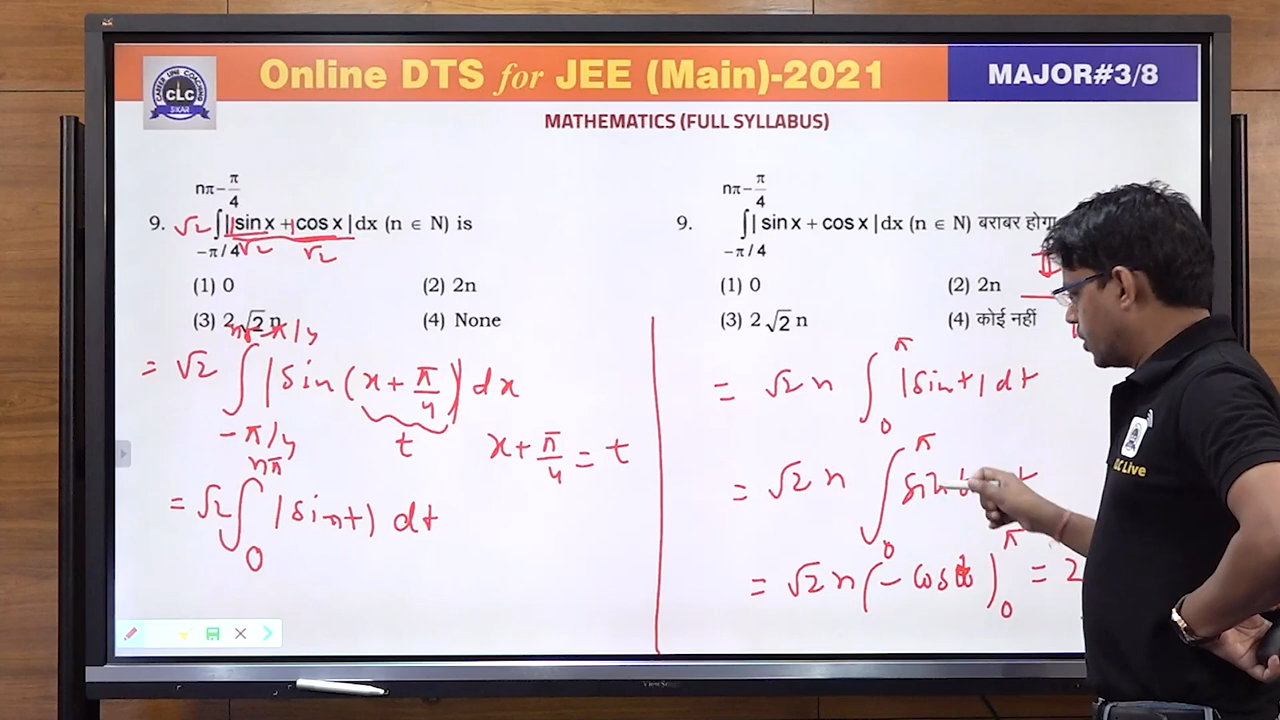 Online DTS for JEE (Main)-2021
MAJOR#3/8
CAREER LINE COACHING
CLC
SIKAR
MATHEMATICS (FULL SYLLABUS)
nπ-π/4
9. √2 ∫||sin x +|cos x | dx (n ∈ N) is
-π/4 √2 √2
(1) 0 (2) 2n
(3) 2√2 n (4) None
nπ-π/4
= √2 ∫ |sin (x + π/4)| dx
-π/4 t x + π/4 = t
nπ
= √2 ∫ |sin t| dt
0
nπ-π/4
9. ∫| sin x + cos x | dx (n ∈ N) बराबर होगा
-π/4
(1) 0 (2) 2n
(3) 2√2 n (4) कोई नहीं
π
= √2 n ∫ |sin t| dt
0
π
= √2 n ∫ sin
0
π
= √2 n (- cos t) = 2
0
CLC Live
ViewSonic